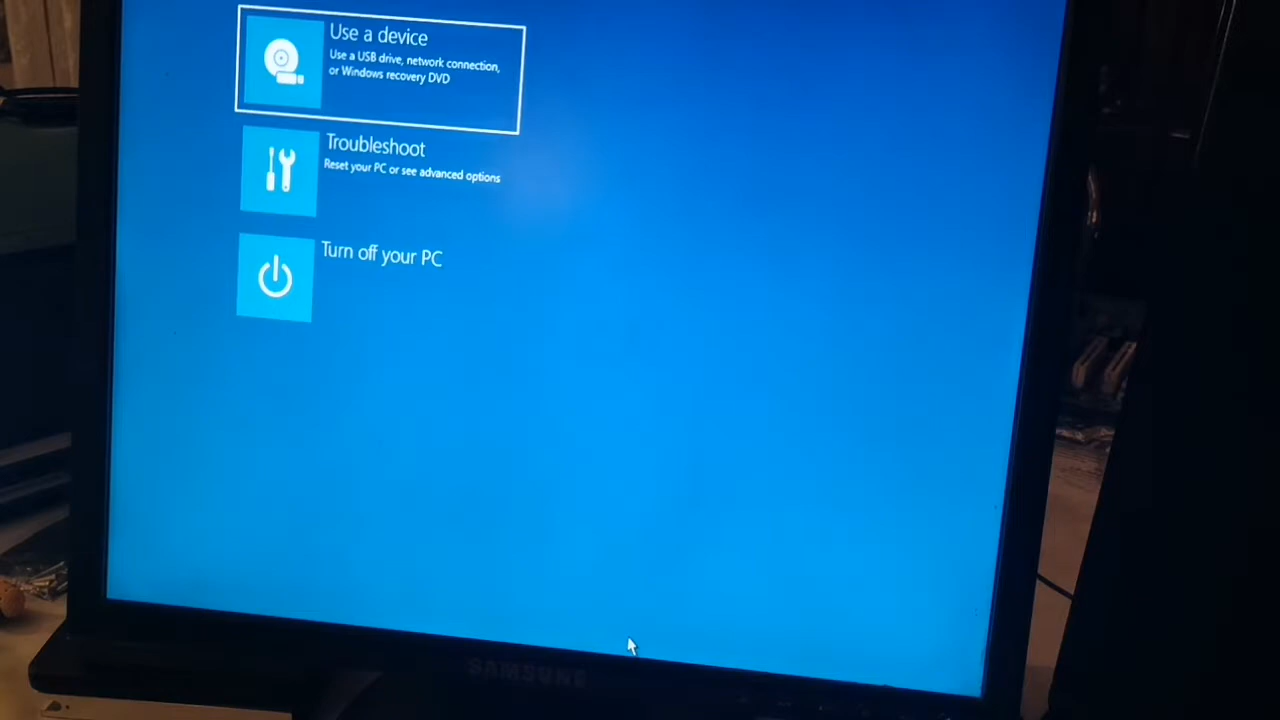 Use a device
Use a USB drive, network connection,
or Windows recovery DVD
Troubleshoot
Reset your PC or see advanced options
Turn off your PC
SAMSUNG